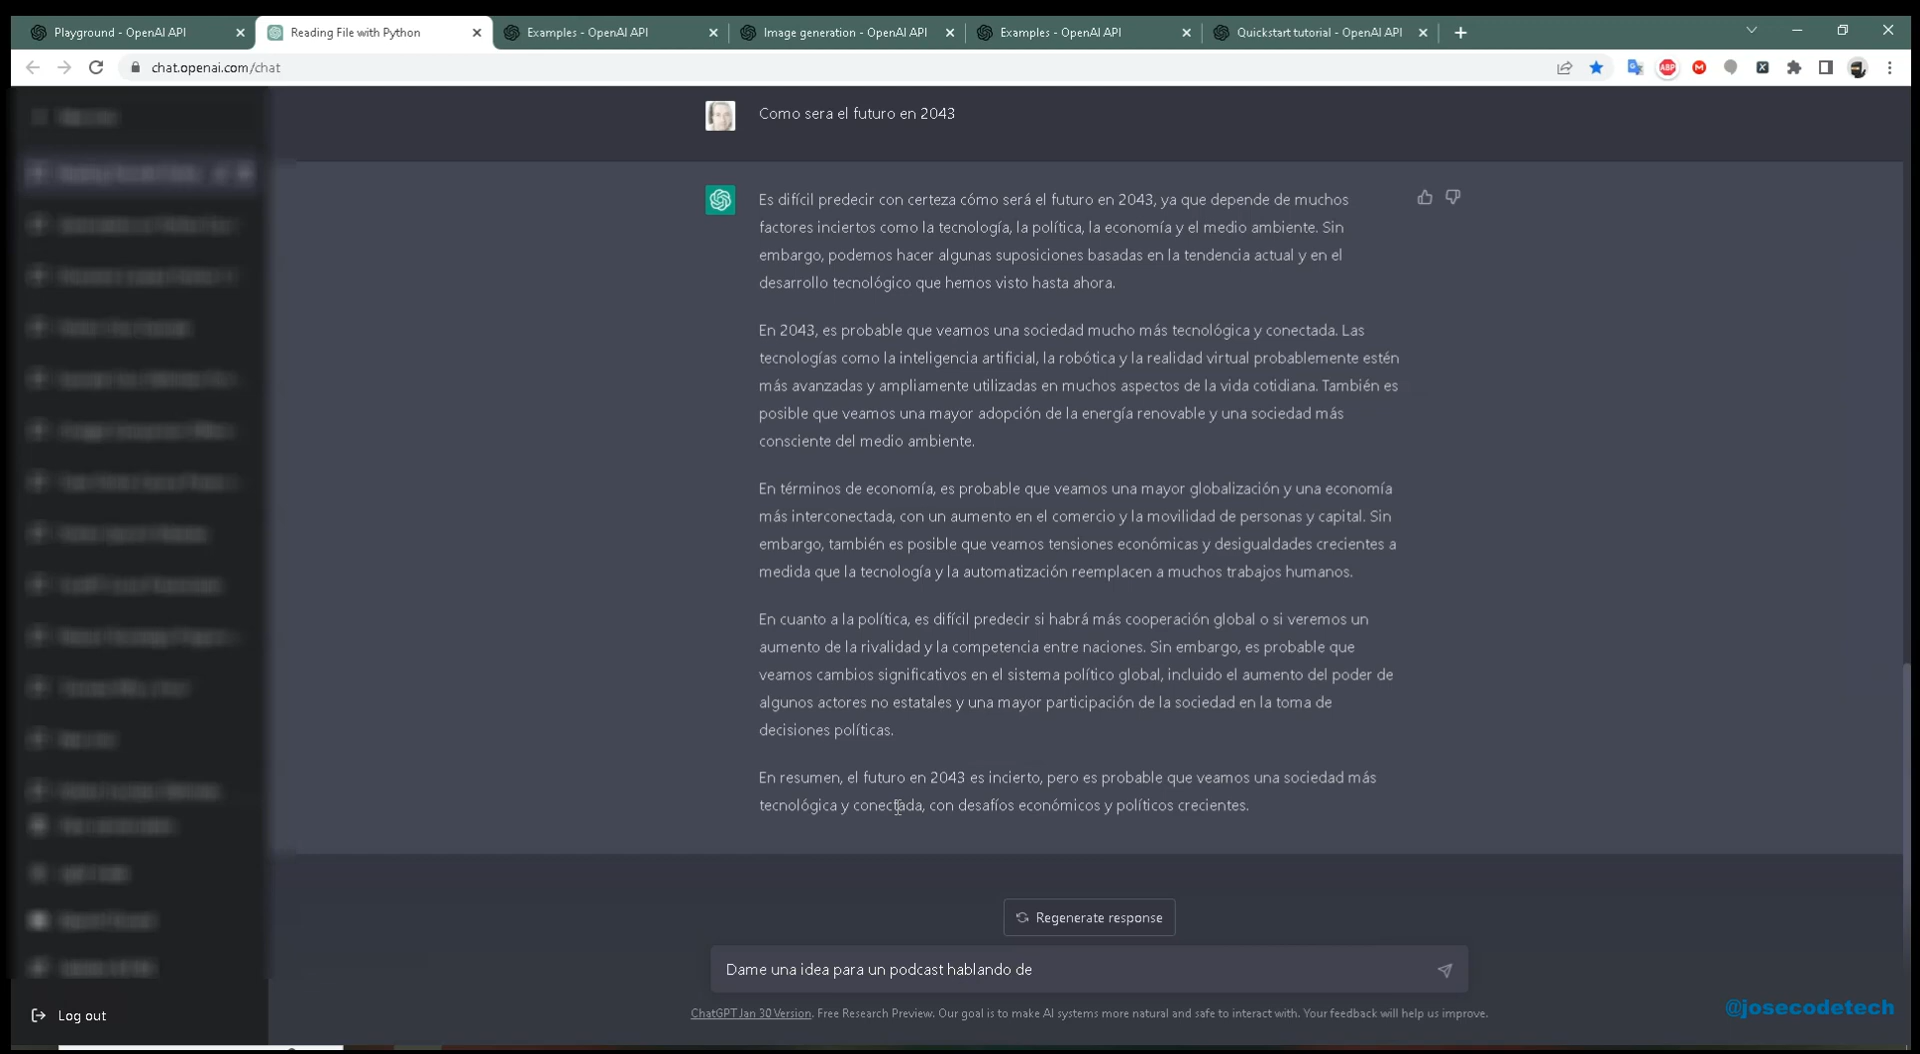 Playground - OpenAI API
Reading File with Python
Examples - OpenAI API
Image generation - OpenAI API
Examples - OpenAI API
Quickstart tutorial - OpenAI API
chat.openai.com/chat
ABP
M
X
Como sera el futuro en 2043
Es difícil predecir con certeza cómo será el futuro en 2043, ya que depende de muchos
factores inciertos como la tecnología, la política, la economía y el medio ambiente. Sin
embargo, podemos hacer algunas suposiciones basadas en la tendencia actual y en el
desarrollo tecnológico que hemos visto hasta ahora.
En 2043, es probable que veamos una sociedad mucho más tecnológica y conectada. Las
tecnologías como la inteligencia artificial, la robótica y la realidad virtual probablemente estén
más avanzadas y ampliamente utilizadas en muchos aspectos de la vida cotidiana. También es
posible que veamos una mayor adopción de la energía renovable y una sociedad más
consciente del medio ambiente.
En términos de economía, es probable que veamos una mayor globalización y una economía
más interconectada, con un aumento en el comercio y la movilidad de personas y capital. Sin
embargo, también es posible que veamos tensiones económicas y desigualdades crecientes a
medida que la tecnología y la automatización reemplacen a muchos trabajos humanos.
En cuanto a la política, es difícil predecir si habrá más cooperación global o si veremos un
aumento de la rivalidad y la competencia entre naciones. Sin embargo, es probable que
veamos cambios significativos en el sistema político global, incluido el aumento del poder de
algunos actores no estatales y una mayor participación de la sociedad en la toma de
decisiones políticas.
En resumen, el futuro en 2043 es incierto, pero es probable que veamos una sociedad más
tecnológica y conectada, con desafíos económicos y políticos crecientes.
Regenerate response
Dame una idea para un podcast hablando de
ChatGPT Jan 30 Version. Free Research Preview. Our goal is to make AI systems more natural and safe to interact with. Your feedback will help us improve.
Log out
@josecodetech